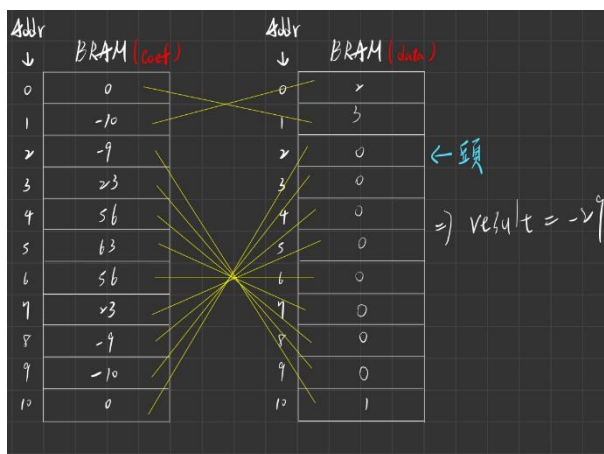 Addr Addr
↓ BRAM (coef) ↓ BRAM (data)
0 0 0 2
1 -10 1 3
2 -9 2 0 ← 頭
3 23 3 0
4 56 4 0 => result = -29
5 63 5 0
6 56 6 0
7 23 7 0
8 -9 8 0
9 -10 9 0
10 0 10 1